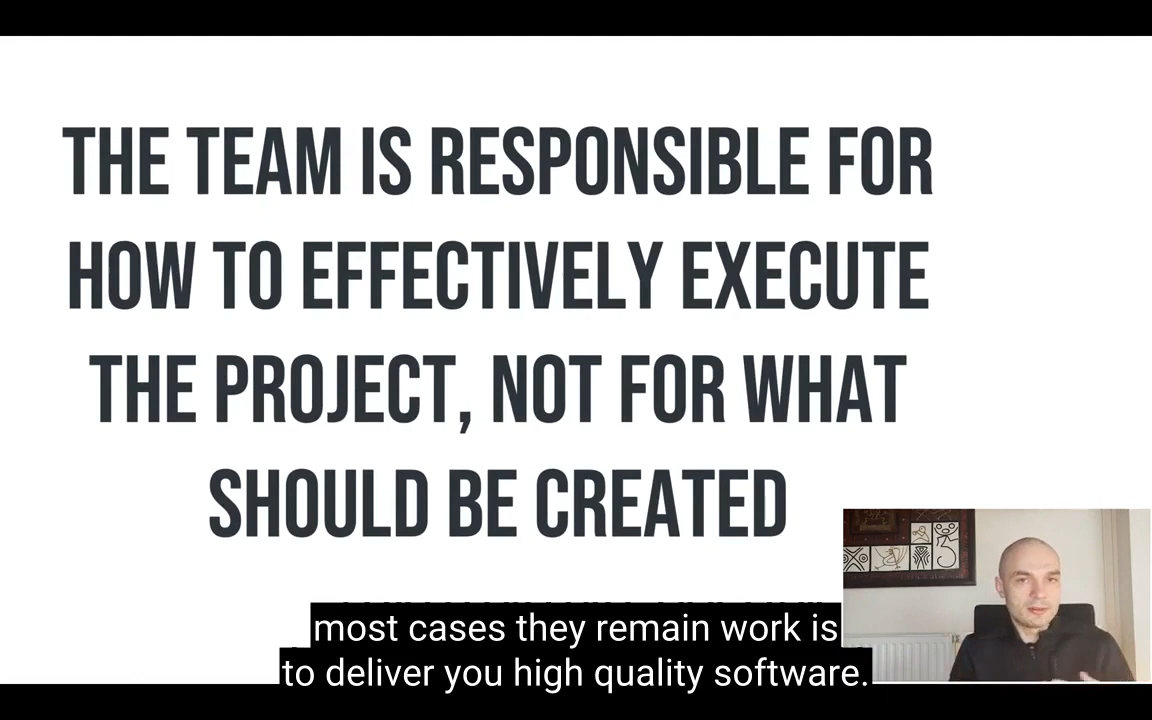 THE TEAM IS RESPONSIBLE FOR
HOW TO EFFECTIVELY EXECUTE
THE PROJECT, NOT FOR WHAT
SHOULD BE CREATED
most cases they remain work is
to deliver you high quality software.